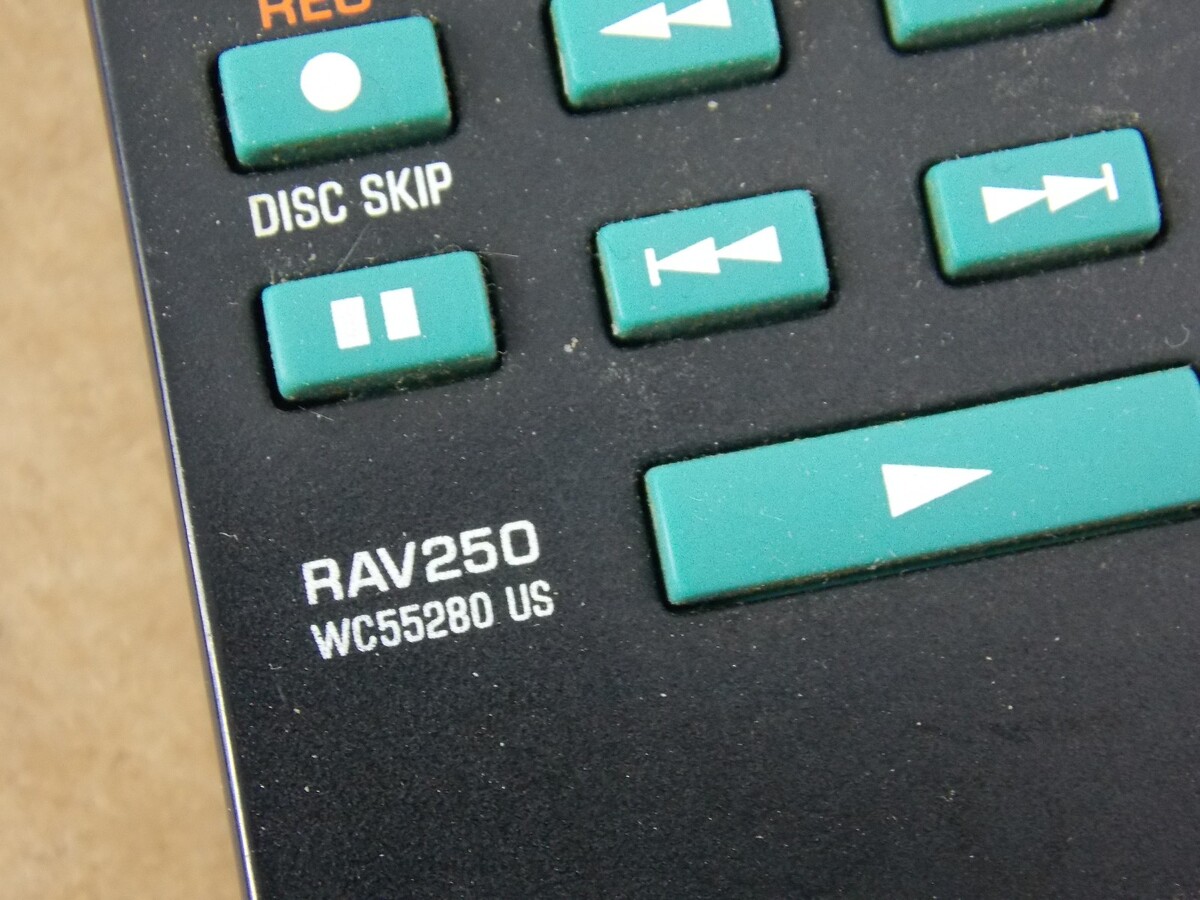 REC
DISC SKIP
RAV250
WC55280 US